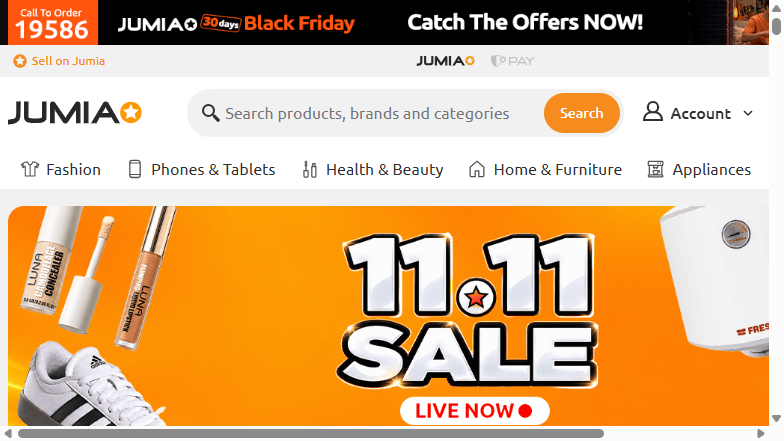 Call To Order
19586
JUMIA 30days Black Friday
Catch The Offers NOW!
Sell on Jumia
JUMIA
PAY
JUMIA
Search products, brands and categories
Search
Account
Fashion
Phones & Tablets
Health & Beauty
Home & Furniture
Appliances
LUNA
CONCEALER
LUNA
adidas
11.11
SALE
LIVE NOW
FRES